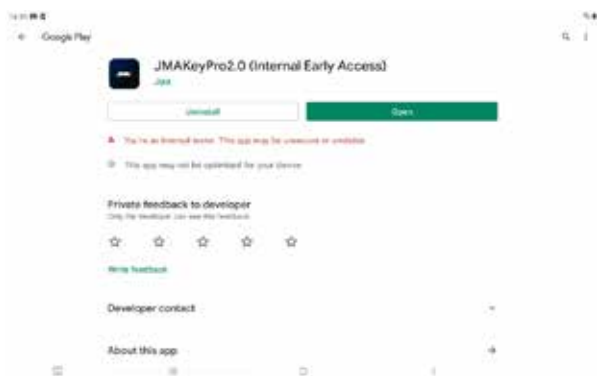 Google Play
JMAKeyPro2.0 (Internal Early Access)
Jma
Uninstall
Open
You're an internal tester. This app may be unsecure or unstable.
This app may not be optimized for your device
Private feedback to developer
Only the developer can see this feedback.
Write feedback
Developer contact
About this app